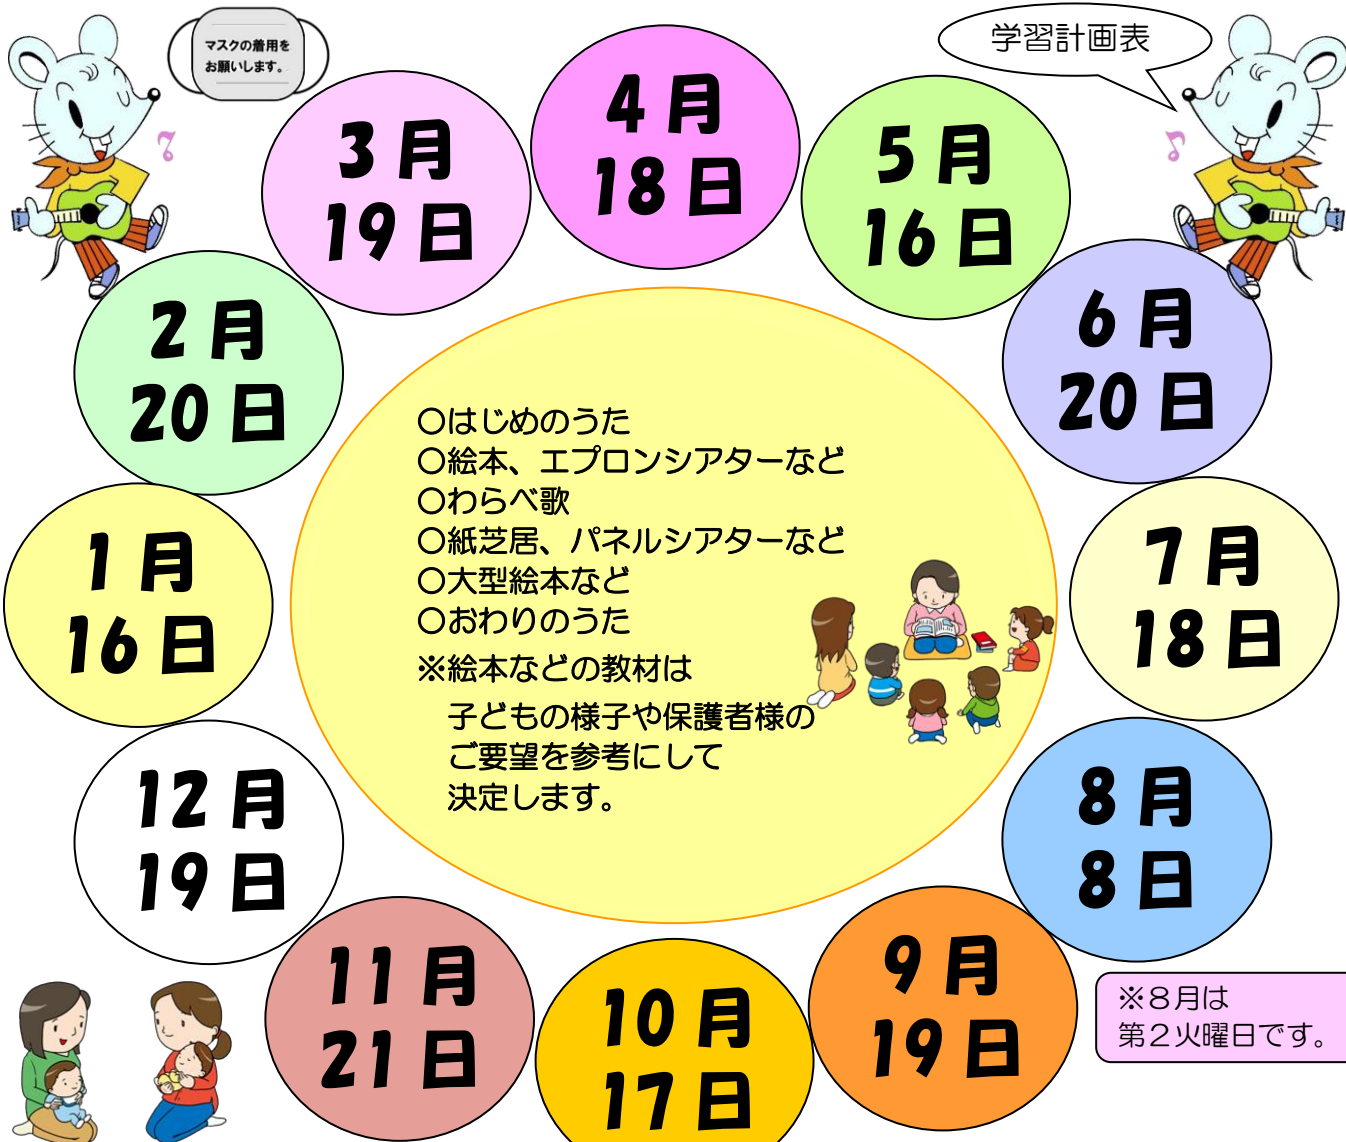 マスクの着用を
お願いします。
学習計画表
4月
18日
5月
16日
6月
20日
7月
18日
8月
8日
※8月は
第2火曜日です。
9月
19日
10月
17日
11月
21日
12月
19日
1月
16日
2月
20日
3月
19日
○はじめのうた
○絵本、エプロンシアターなど
○わらべ歌
○紙芝居、パネルシアターなど
○大型絵本など
○おわりのうた
※絵本などの教材は
子どもの様子や保護者様の
ご要望を参考にして
決定します。